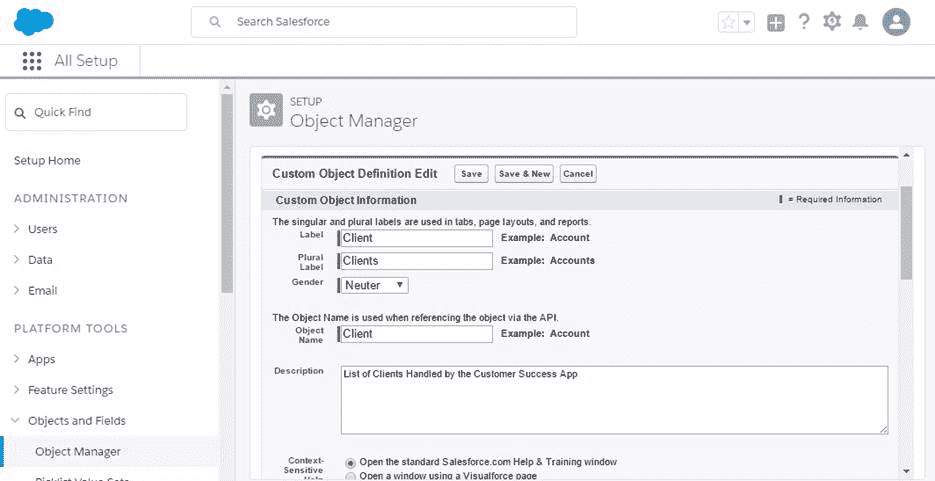 Search Salesforce
All Setup
Quick Find
Setup Home
ADMINISTRATION
Users
Data
Email
PLATFORM TOOLS
Apps
Feature Settings
Objects and Fields
Object Manager
Picklist Value Sets
SETUP
Object Manager
Custom Object Definition Edit Save Save & New Cancel
Custom Object Information = Required Information
The singular and plural labels are used in tabs, page layouts, and reports.
Label Client Example: Account
Plural Label Clients Example: Accounts
Gender Neuter
The Object Name is used when referencing the object via the API.
Object Name Client Example: Account
Description List of Clients Handled by the Customer Success App
Context-Sensitive Help Open the standard Salesforce.com Help & Training window
Open a window using a Visualforce page